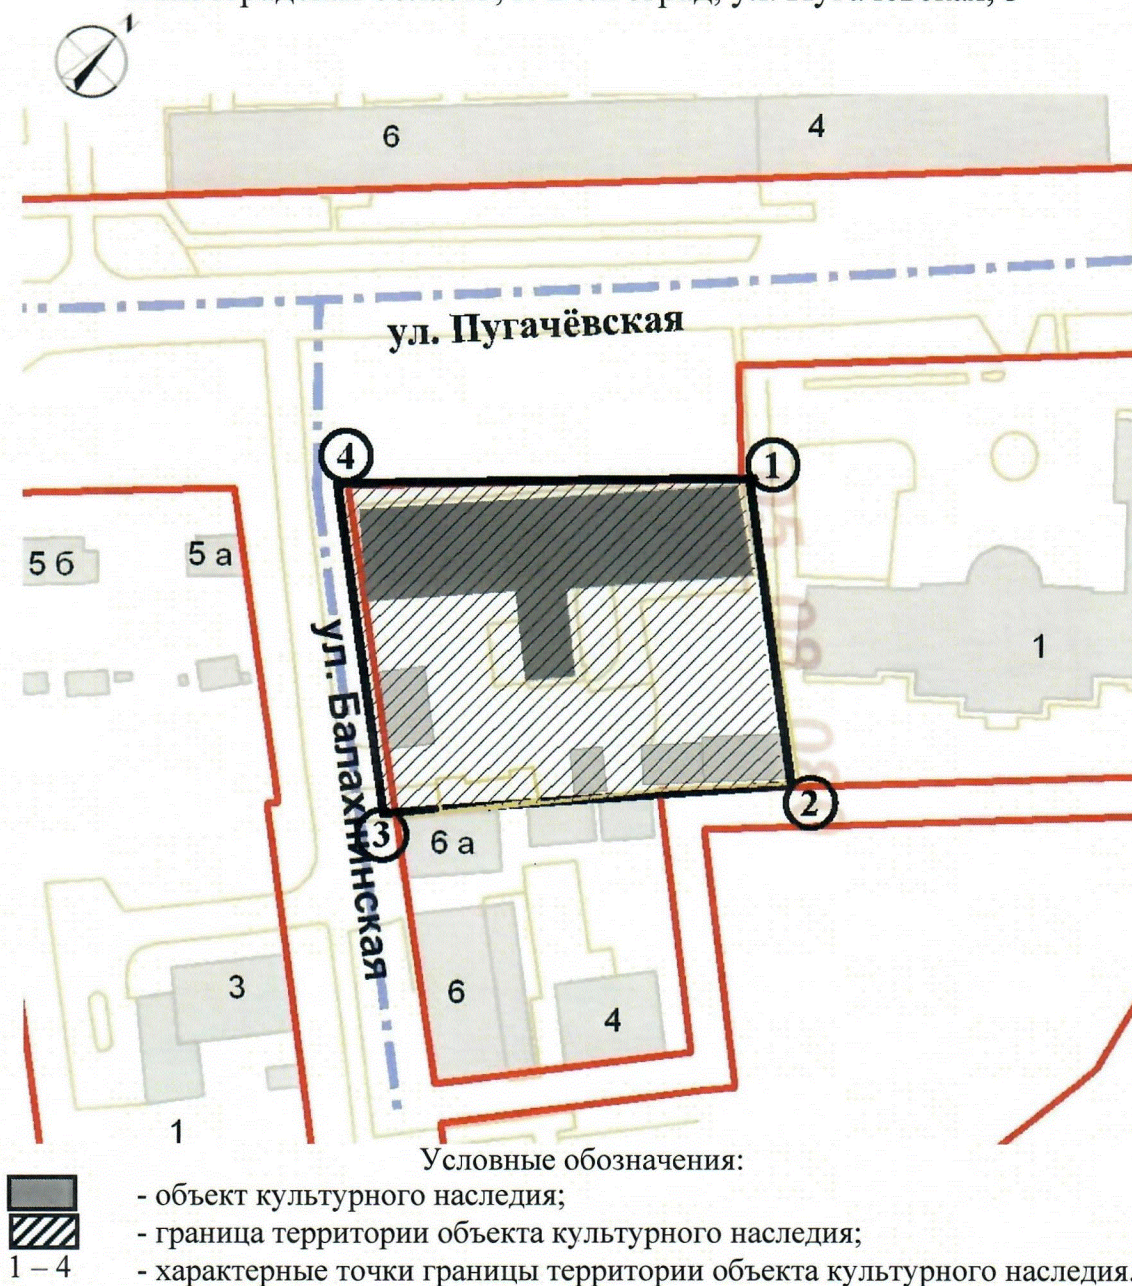 6
4
ул. Пугачёвская
4
1
5 б
5 а
1
ул. Балахнинская
2
3
6 а
3
6
4
1
Условные обозначения:
- объект культурного наследия;
- граница территории объекта культурного наследия;
1 – 4 - характерные точки границы территории объекта культурного наследия.